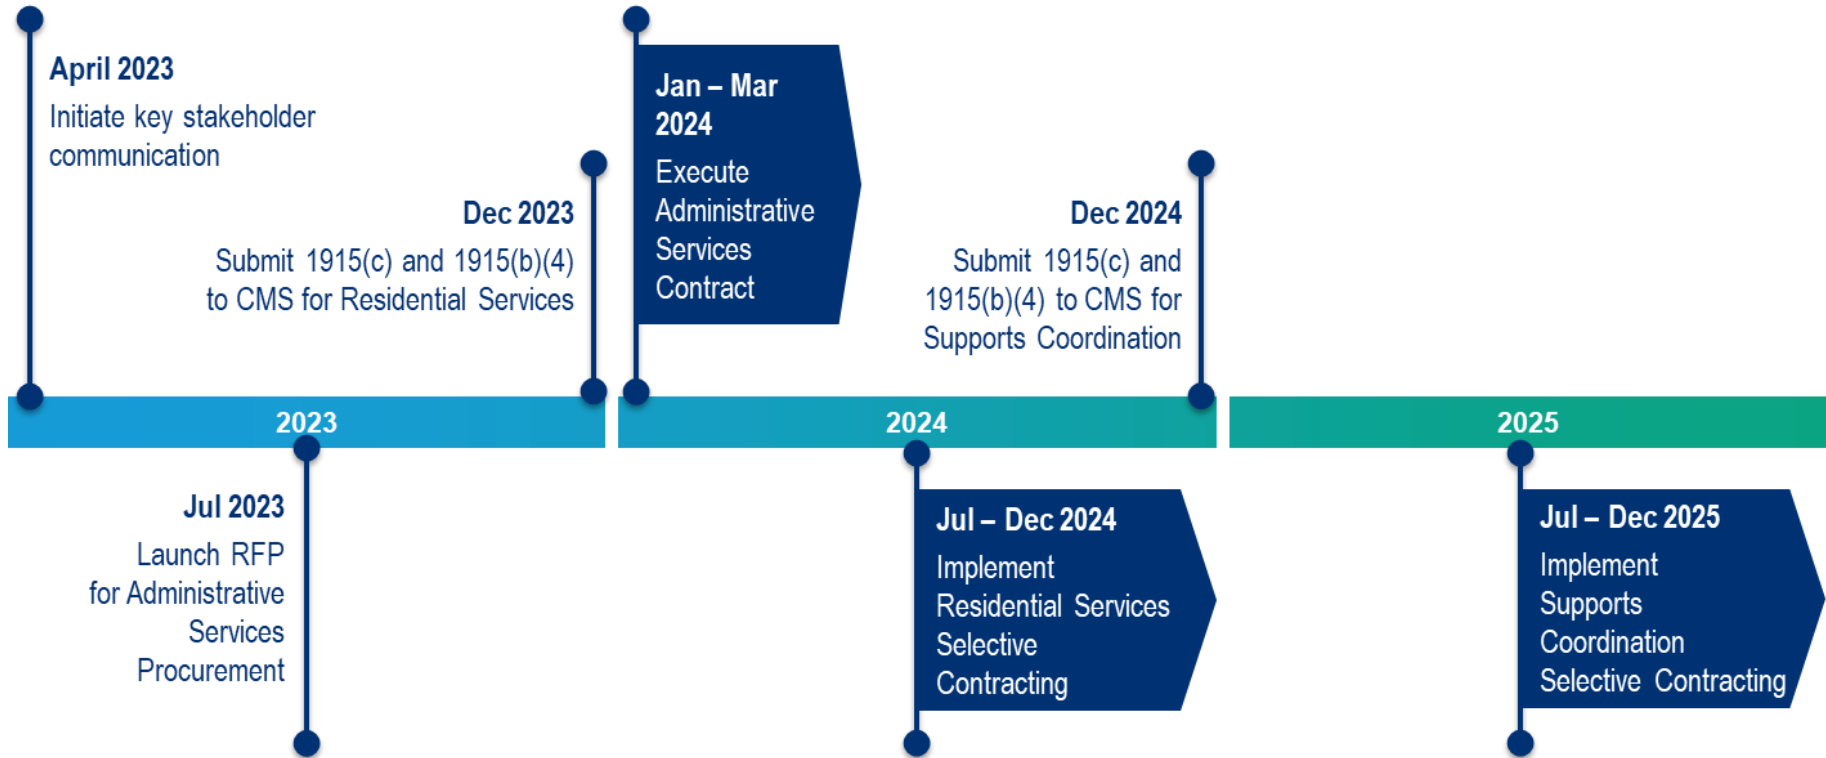 April 2023
Initiate key stakeholder
communication
Dec 2023
Submit 1915(c) and 1915(b)(4)
to CMS for Residential Services
Jan – Mar
2024
Execute
Administrative
Services
Contract
Dec 2024
Submit 1915(c) and
1915(b)(4) to CMS for
Supports Coordination
2023
2024
2025
Jul 2023
Launch RFP
for Administrative
Services
Procurement
Jul – Dec 2024
Implement
Residential Services
Selective
Contracting
Jul – Dec 2025
Implement
Supports
Coordination
Selective Contracting